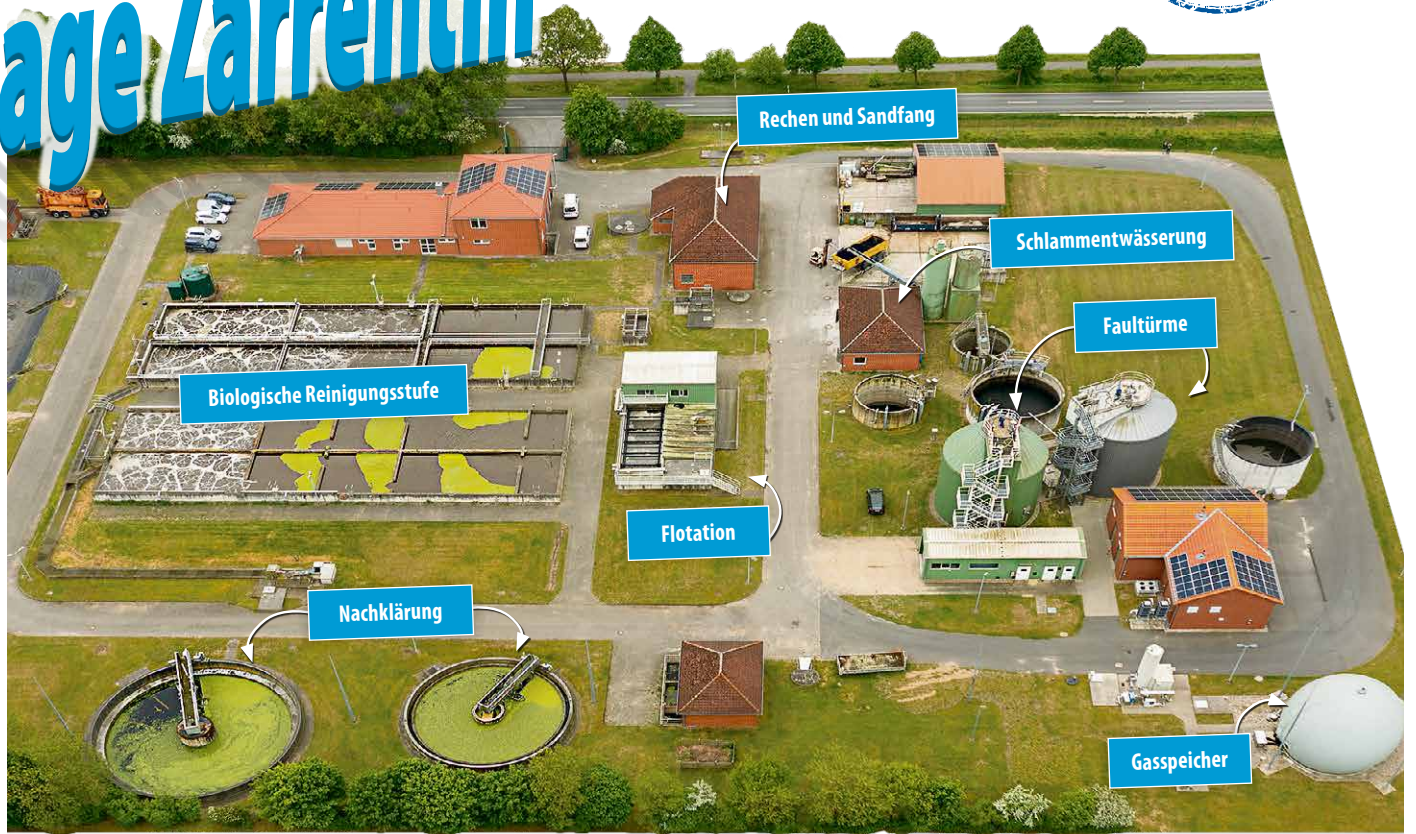 age Zarrentin
Rechen und Sandfang
Schlammentwässerung
Faultürme
Biologische Reinigungsstufe
Flotation
Nachklärung
Gasspeicher